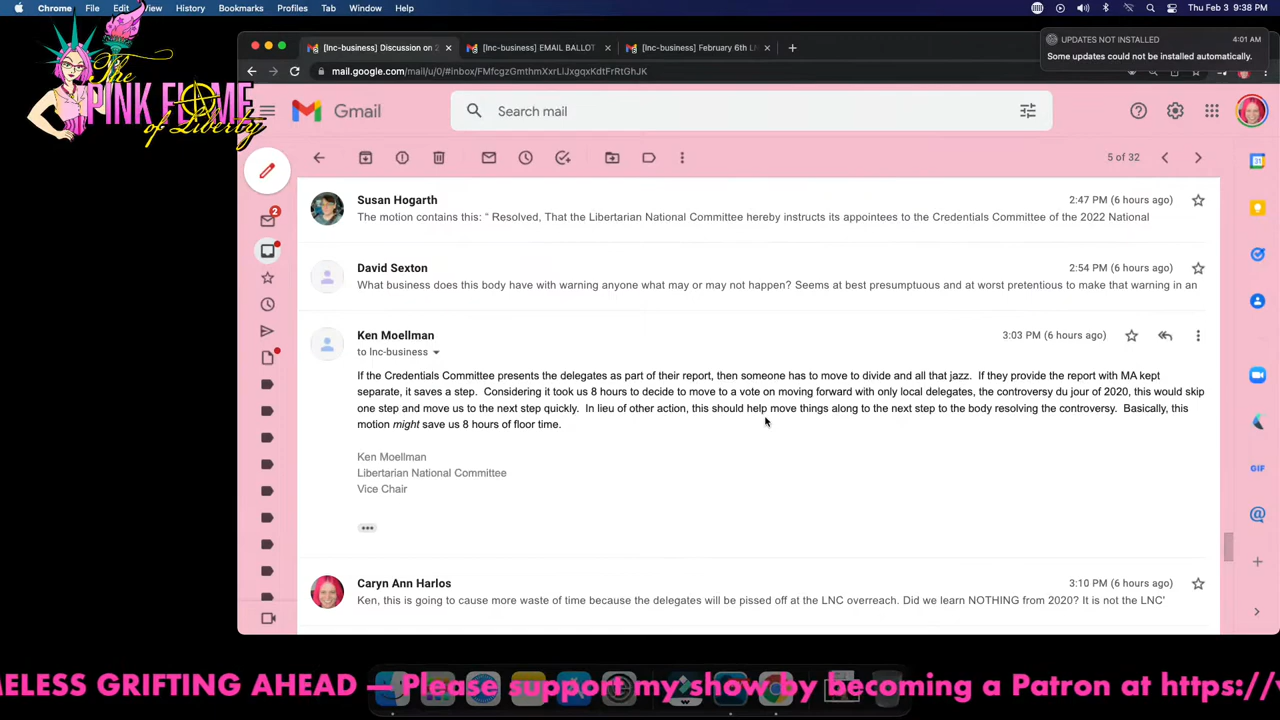 Chrome File Edit View History Bookmarks Profiles Tab Window Help Thu Feb 3 9:38 PM
The
PINK FLAME
of Liberty
[lnc-business] Discussion on 2
[lnc-business] EMAIL BALLOT
[lnc-business] February 6th LN
UPDATES NOT INSTALLED 4:01 AM
Some updates could not be installed automatically.
mail.google.com/mail/u/0/#inbox/FMfcgzGmthmXxrLlJxgqxKdtFrRtGhJK
Gmail
Search mail
5 of 32
Susan Hogarth 2:47 PM (6 hours ago)
The motion contains this: “ Resolved, That the Libertarian National Committee hereby instructs its appointees to the Credentials Committee of the 2022 National
David Sexton 2:54 PM (6 hours ago)
What business does this body have with warning anyone what may or may not happen? Seems at best presumptuous and at worst pretentious to make that warning in an
Ken Moellman 3:03 PM (6 hours ago)
to lnc-business
If the Credentials Committee presents the delegates as part of their report, then someone has to move to divide and all that jazz. If they provide the report with MA kept
separate, it saves a step. Considering it took us 8 hours to decide to move to a vote on moving forward with only local delegates, the controversy du jour of 2020, this would skip
one step and move us to the next step quickly. In lieu of other action, this should help move things along to the next step to the body resolving the controversy. Basically, this
motion might save us 8 hours of floor time.
Ken Moellman
Libertarian National Committee
Vice Chair
Caryn Ann Harlos 3:10 PM (6 hours ago)
Ken, this is going to cause more waste of time because the delegates will be pissed off at the LNC overreach. Did we learn NOTHING from 2020? It is not the LNC'
2
31
GIF
MELESS GRIFTING AHEAD — Please support my show by becoming a Patron at https://